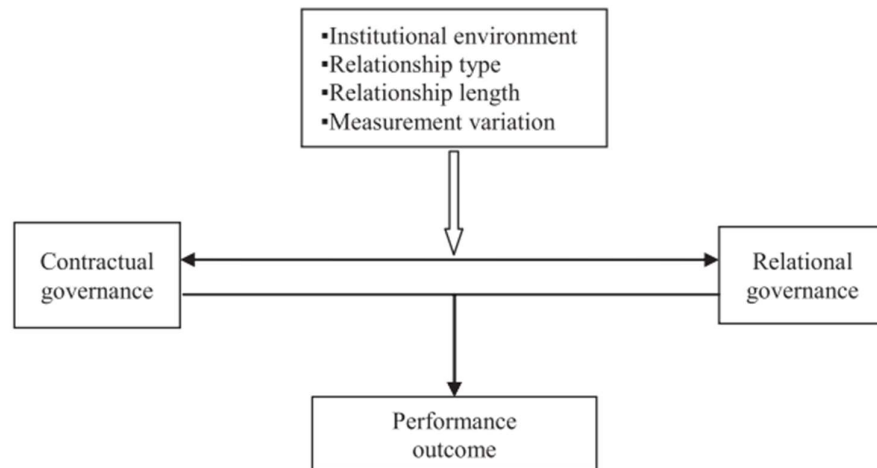 ▪Institutional environment
▪Relationship type
▪Relationship length
▪Measurement variation
Contractual
governance
Relational
governance
Performance
outcome